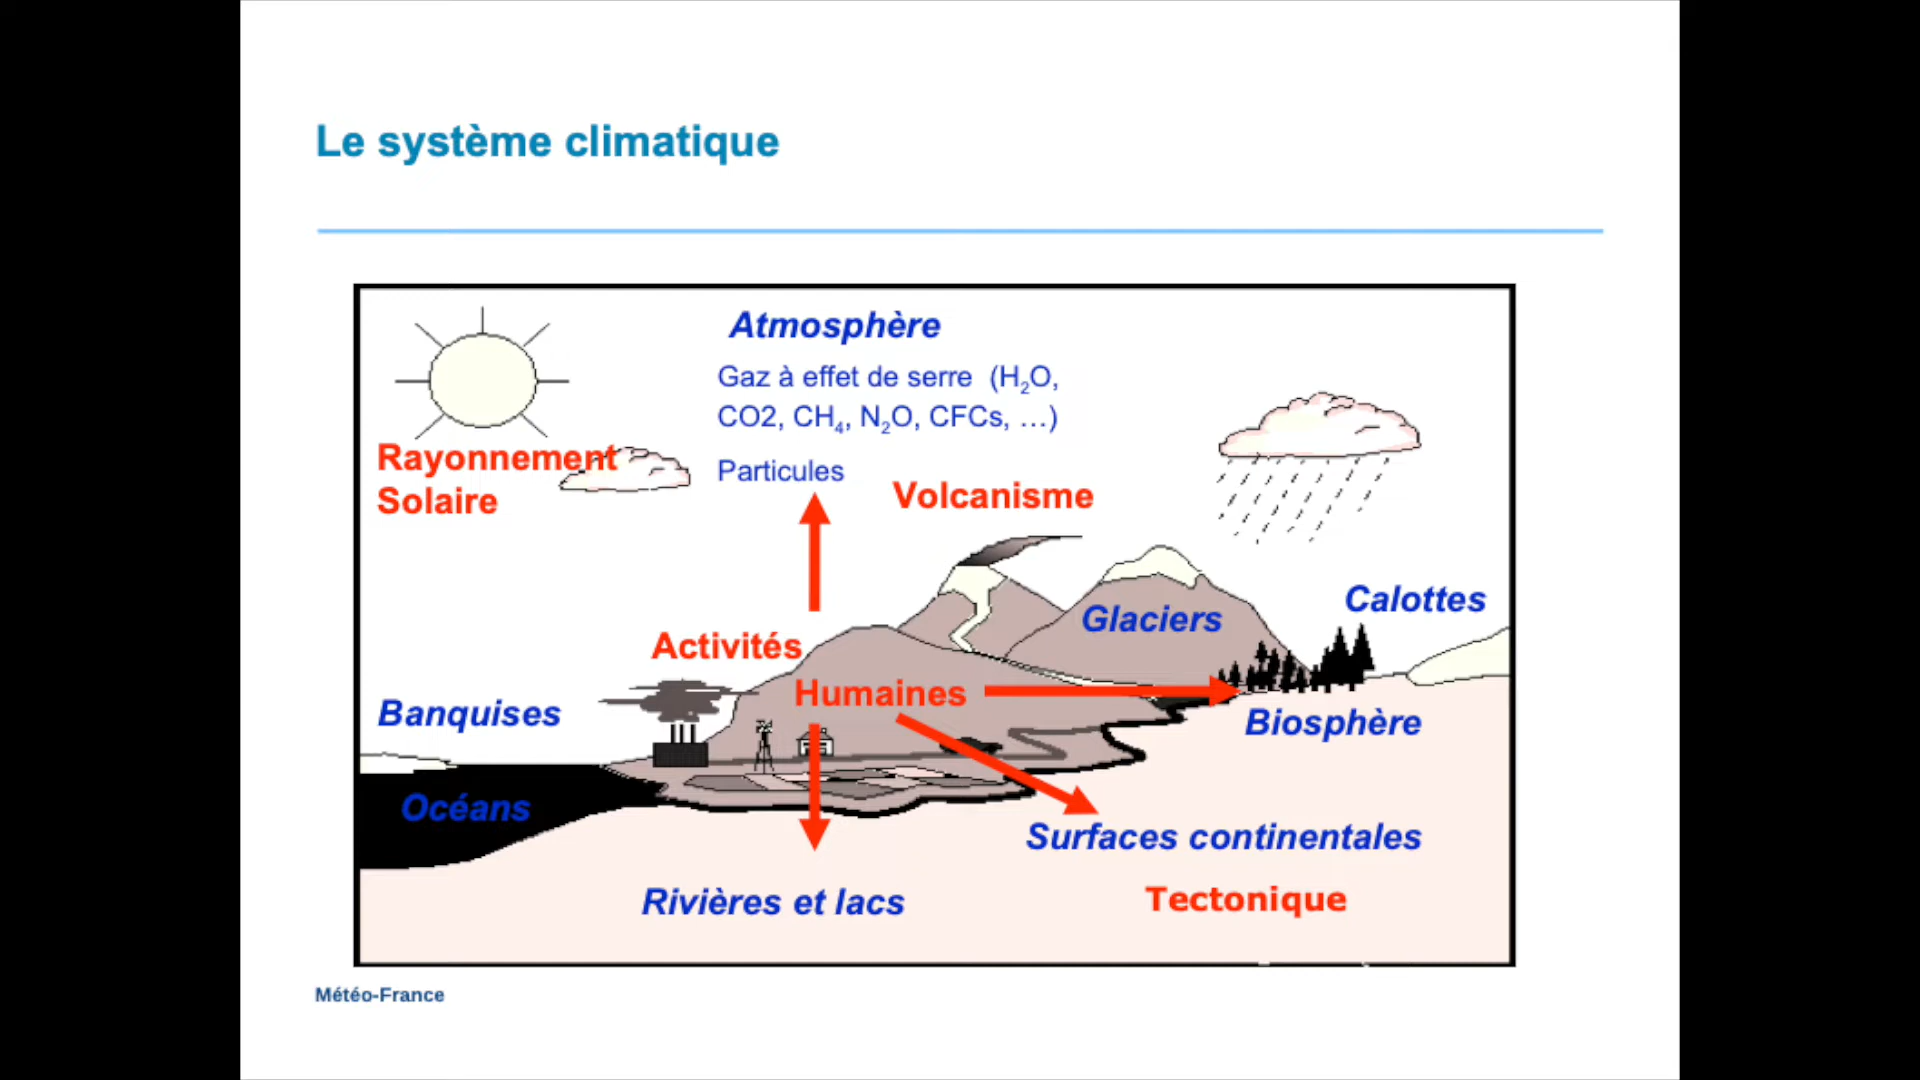 Le système climatique
Atmosphère
Gaz à effet de serre (H₂O,
CO2, CH₄, N₂O, CFCs, …)
Particules
Rayonnement
Solaire
Volcanisme
Calottes
Glaciers
Activités
Humaines
Banquises
Biosphère
Océans
Surfaces continentales
Rivières et lacs
Tectonique
Météo-France